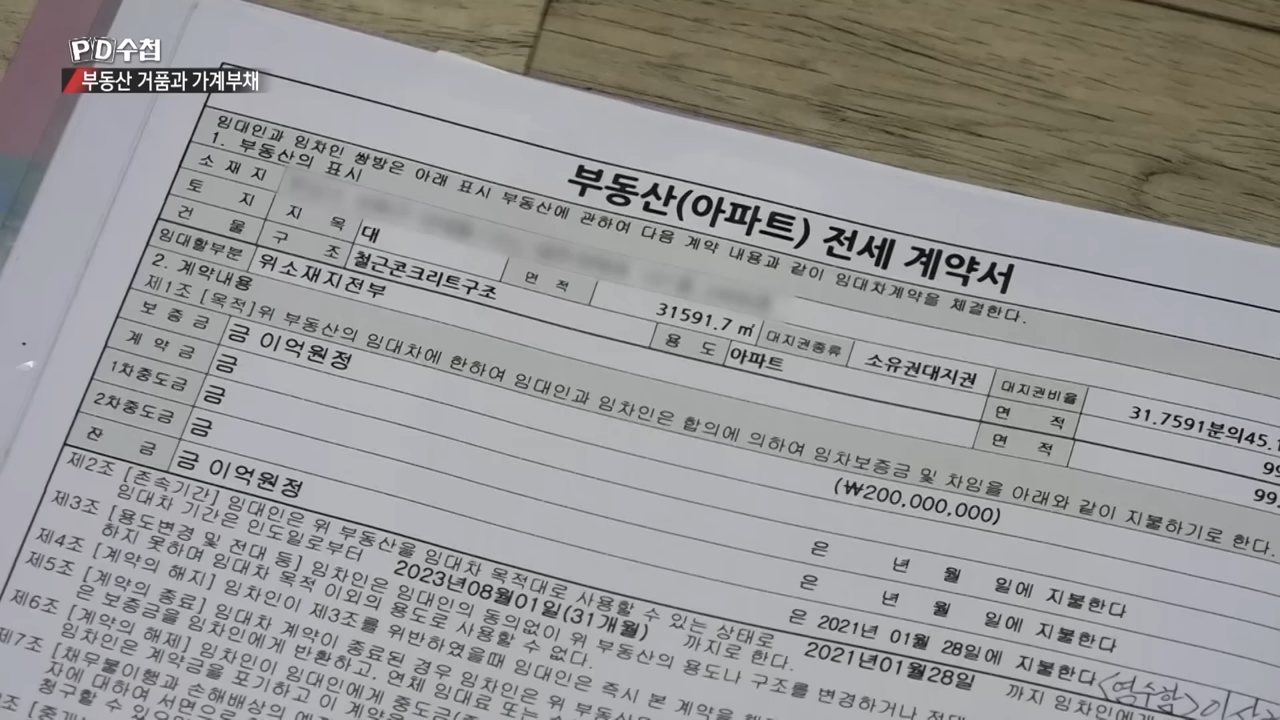 PD수첩
부동산 거품과 가계부채
부동산(아파트) 전세 계약서
임대인과 임차인 쌍방은 아래 표시 부동산에 관하여 다음 계약 내용과 같이 임대차계약을 체결한다.
1. 부동산의 표시
소 재 지
토 지 지 목 대 면 적 31591.7 ㎡ 대지권종류 소유권대지권 대지권비율 31.7591분의45.1
건 물 구 조 철근콘크리트구조 용 도 아파트 면 적 99
임대할부분 위소재지전부 면 적 99.
2. 계약내용
제1조 [목적]위 부동산의 임대차에 한하여 임대인과 임차인은 합의에 의하여 임차보증금 및 차임을 아래와 같이 지불하기로 한다.
보 증 금 금 이억원정 (₩200,000,000)
계 약 금 금
1차중도금 금 은 년 월 일에 지불한다
2차중도금 금 은 년 월 일에 지불한다
잔 금 금 이억원정 은 2021년 01월 28일에 지불한다
제2조 [존속기간] 임대인은 위 부동산을 임대차 목적대로 사용할 수 있는 상태로 2021년01월28일 까지 임차인에게
임대차 기간은 인도일로부터 2023년08월01일(31개월) 까지로 한다.
제3조 [용도변경 및 전대 등] 임차인은 임대인의 동의없이 위 부동산의 용도나 구조를 변경하거나 전대
하지 못하며 임대차 목적 이외의 용도로 사용할 수 없다.
제4조 [계약의 해지] 임차인이 제3조를 위반하였을때 임대인은 즉시 본 계약을
제5조 [계약의 종료] 임대차 계약이 종료된 경우 임차인은 위
은 보증금을 임차인에게 반환하고, 연체 임대료 또는
제6조 [계약의 해제] 임차인이 임대인에게 중도금(
임차인은 계약금을 포기하고 이 계약을
제7조 [채무불이행과 손해배상의
자에 대하여 서면으로
청구할 수 있으며